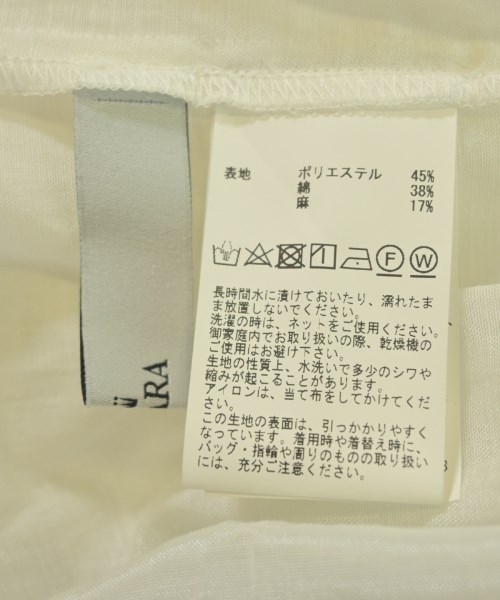 表地 ポリエステル 45%
綿 38%
麻 17%
F W
長時間水に漬けておいたり、濡れたま
ま放置しないでください。
洗濯の時は、ネットをご使用ください。
御家庭内でお取り扱いの際、乾燥機の
ご使用はお避け下さい。
生地の性質上、水洗いで多少のシワや
縮みが起こることがあります。
アイロンは、当て布をしてかけてくだ
さい。
この生地の表面は、引っかかりやすく
なっています。着用時や着替え時に、
バッグ・指輪や周りのものの取り扱い
には、充分ご注意ください。
ARA